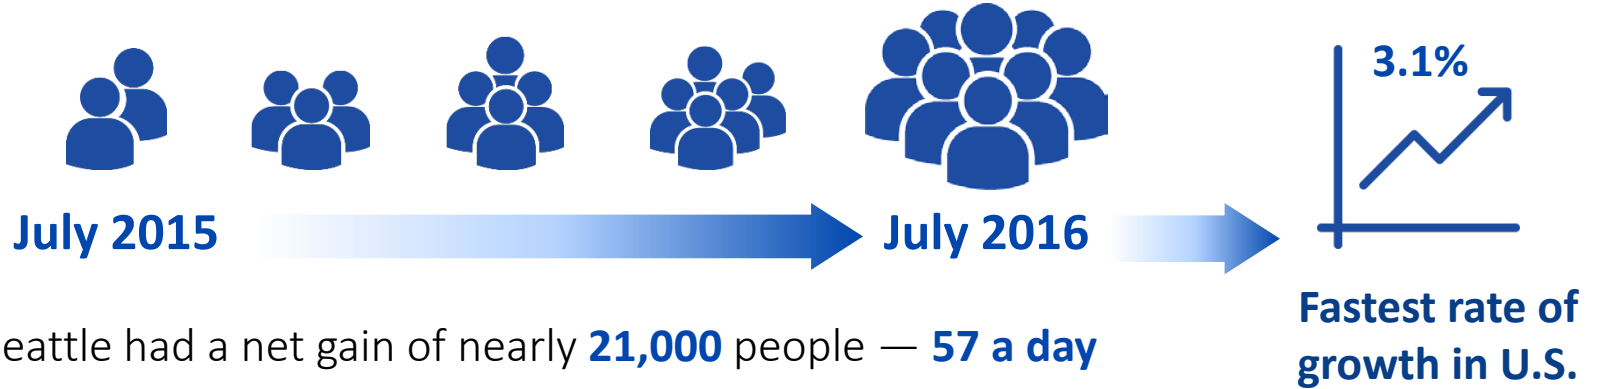 3.1%
July 2015
July 2016
eattle had a net gain of nearly 21,000 people — 57 a day
Fastest rate of
growth in U.S.